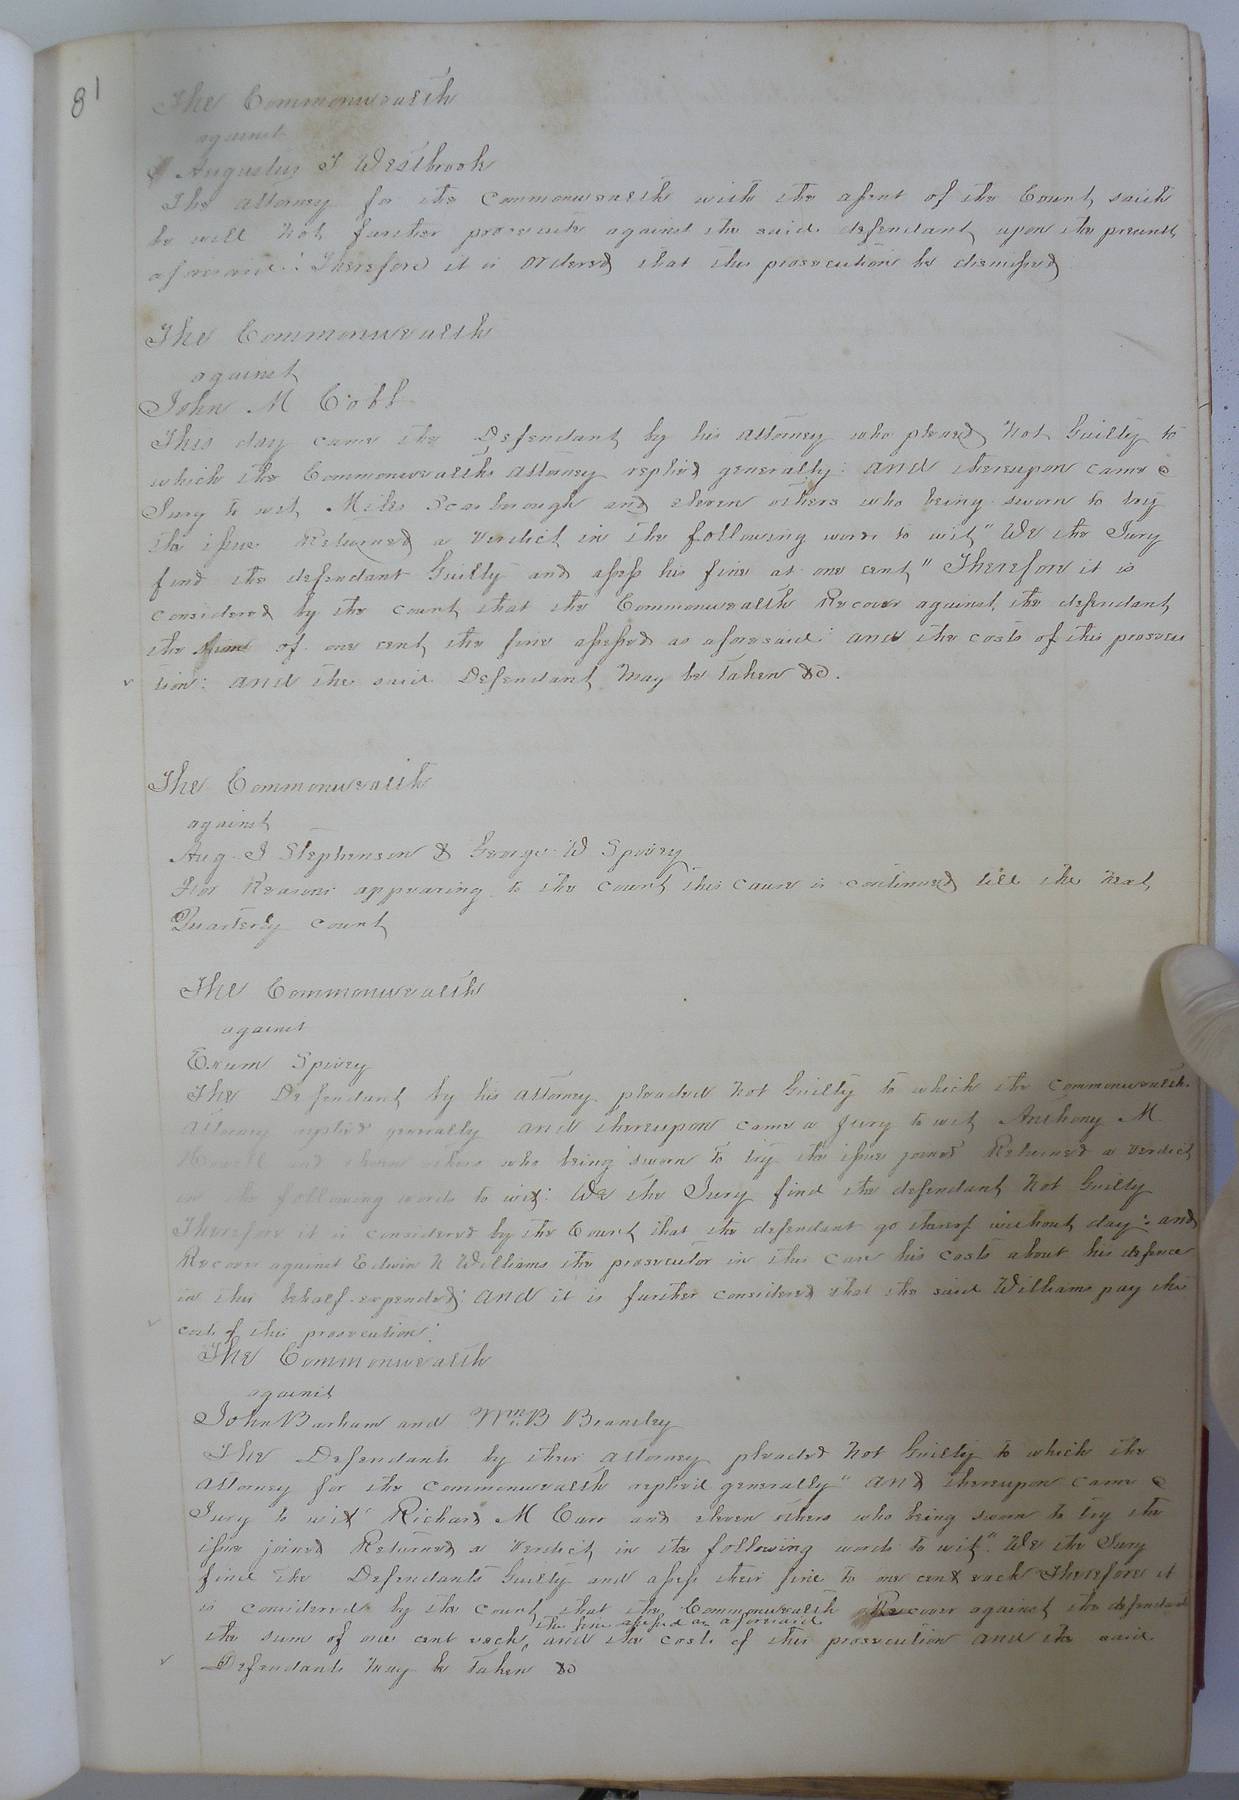 81
The Commonwealth
against
Augustus J Westbrook
The attorney for the Commonwealth with the assent of the Court saith
he will not further prosecute against the said defendant upon the presentt
aforesaid: Therefore it is ordered that this prosecution be dismissed
The Commonwealth
against
John M Cobb
This day came the Defendant by his attorney who plead not Guilty to
which the Commonwealths attorney replied generally: and thereupon came a
Jury to wit, Miles Scarborough and eleven others who being sworn to try
the issue Returned a Verdict in the following words to wit "We the Jury
find the defendant Guilty and assess his fine at one cent" Therefore it is
considered by the court that the Commonwealth Recover against the defendant
the sum of one cent the fine assessed as aforesaid: and the costs of this prosecu
tion: and the said Defendant may be taken &c.
The Commonwealth
against
Aug. J Stephenson & George W Spivey
For Reasons appearing to the court this cause is continued till the next
Quarterly court
The Commonwealth
against
Exum Spivey
The Defendant by his attorney pleaded not Guilty to which the Commonwealth.
attorney replied generally and thereupon came a Jury to wit Anthony M
Howell and eleven others who being sworn to try the issue joined Returned a verdict
in the following words to wit: We the Jury find the defendant not Guilty
Therefore it is considered by the Court that the defendant go thereof without day: and
Recover against Edwin N Williams the prosecutor in this case his costs about his defence
in this behalf expended: and it is further considered that the said Williams pay the
costs of this prosecution:
The Commonwealth
against
John Barham and Wm B Beaseley
The Defendants by their attorney pleaded not Guilty to which the
attorney for the commonwealth replied generally" and thereupon came a
Jury to wit Richard M Carr and eleven others who being sworn to try the
issue joined Returned a verdict in the following words to wit". We the Jury
find the Defendants Guilty and assess their fine to one cent each Therefore it
is considered by the court that the Commonwealth Recover against the defendant
the fine assessed as aforesaid
the sum of one cent each, and the costs of this prosecution and the said
Defendants may be taken &c